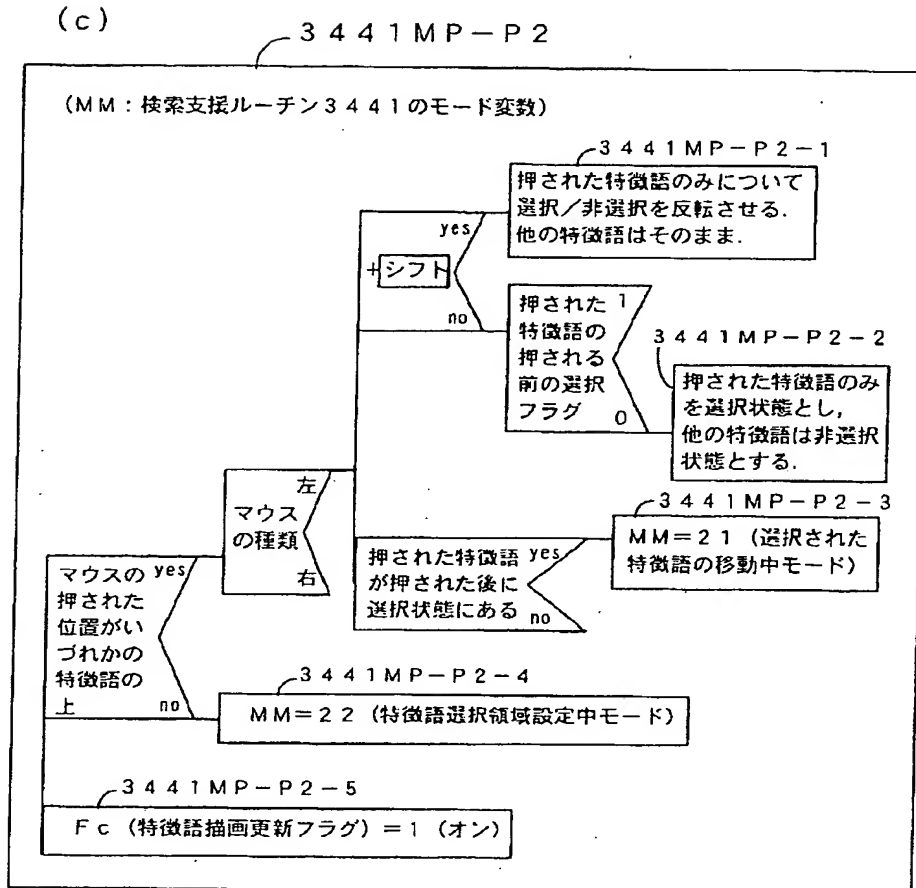 (c)
3441MP-P2
(MM:検索支援ルーチン3441のモード変数)
3441MP-P2-1
押された特徴語のみについて
選択/非選択を反転させる.
他の特徴語はそのまま.
yes
+シフト
no
押された
特徴語の
押される
前の選択
フラグ
1
0
3441MP-P2-2
押された特徴語のみ
を選択状態とし,
他の特徴語は非選択
状態とする.
左
マウス
の種類
右
3441MP-P2-3
押された特徴語
が押された後に
選択状態にある
yes
no
MM=21(選択された
特徴語の移動中モード)
マウスの
押された
位置がい
づれかの
特徴語の
上
yes
no
3441MP-P2-4
MM=22(特徴語選択領域設定中モード)
3441MP-P2-5
Fc(特徴語描画更新フラグ)=1(オン)